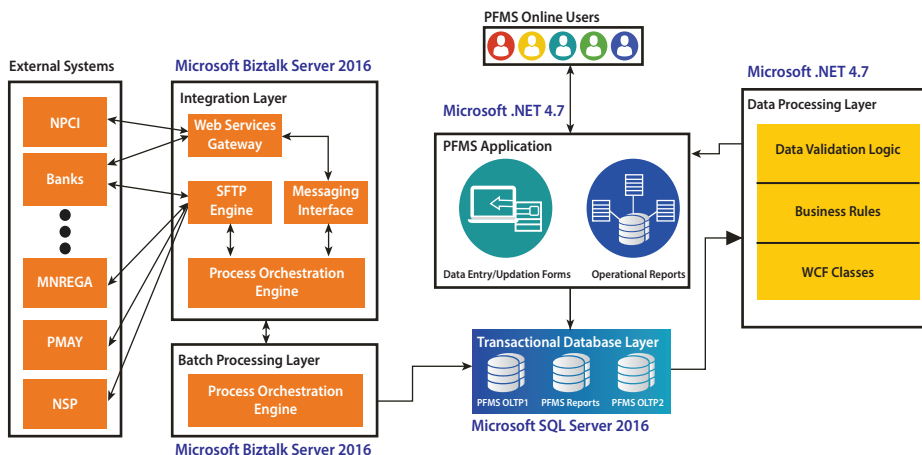 External Systems
NPCI
Banks
MNREGA
PMAY
NSP
Microsoft Biztalk Server 2016
Integration Layer
Web Services
Gateway
SFTP
Engine
Messaging
Interface
Process Orchestration
Engine
Batch Processing Layer
Process Orchestration
Engine
Microsoft Biztalk Server 2016
PFMS Online Users
Microsoft .NET 4.7
PFMS Application
Data Entry/Updation Forms
Operational Reports
Transactional Database Layer
PFMS OLTP1
PFMS Reports
PFMS OLTP2
Microsoft SQL Server 2016
Microsoft .NET 4.7
Data Processing Layer
Data Validation Logic
Business Rules
WCF Classes